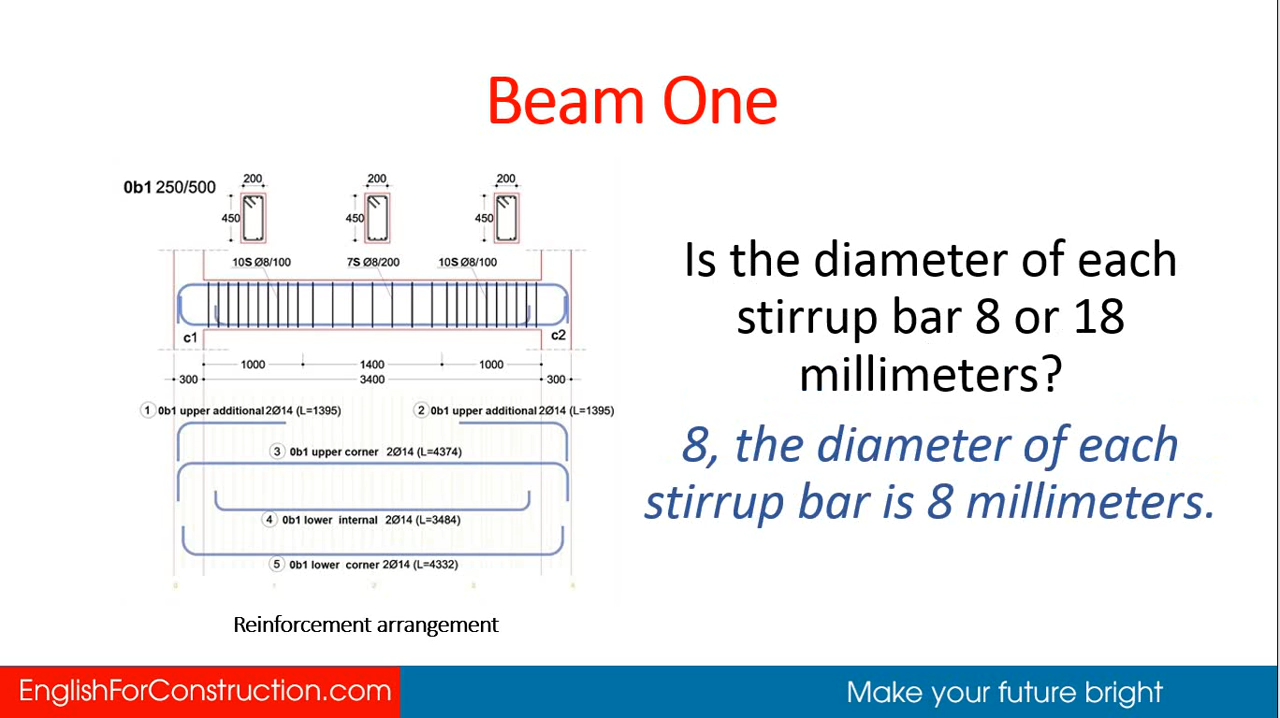 Beam One
0b1 250/500
200 200 200
450 450 450
10S Ø8/100 7S Ø8/200 10S Ø8/100
c1 c2
1000 1400 1000
300 3400 300
1 0b1 upper additional 2Ø14 (L=1395) 2 0b1 upper additional 2Ø14 (L=1395)
3 0b1 upper corner 2Ø14 (L=4374)
4 0b1 lower internal 2Ø14 (L=3484)
5 0b1 lower corner 2Ø14 (L=4332)
Reinforcement arrangement
Is the diameter of each
stirrup bar 8 or 18
millimeters?
8, the diameter of each
stirrup bar is 8 millimeters.
EnglishForConstruction.com
Make your future bright